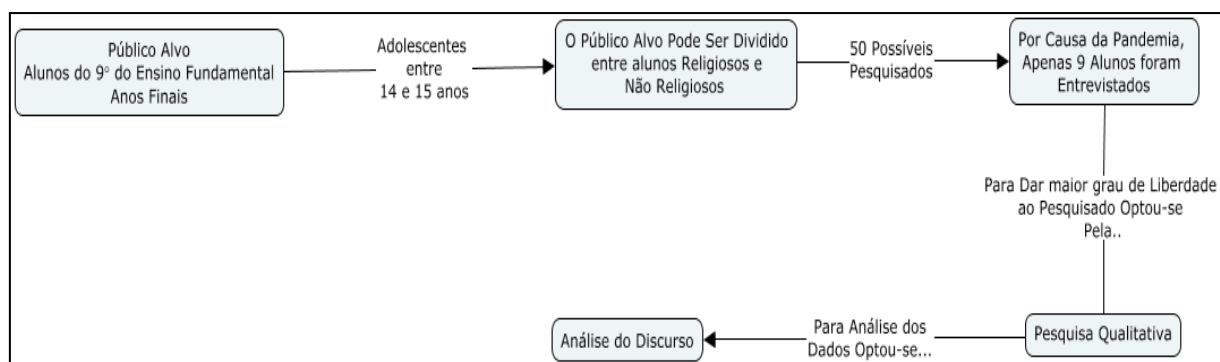 Público Alvo
Alunos do 9° do Ensino Fundamental
Anos Finais
Adolescentes
entre
14 e 15 anos
O Público Alvo Pode Ser Dividido
entre alunos Religiosos e
Não Religiosos
50 Possíveis
Pesquisados
Por Causa da Pandemia,
Apenas 9 Alunos foram
Entrevistados
Para Dar maior grau de Liberdade
ao Pesquisado Optou-se
Pela..
Pesquisa Qualitativa
Para Análise dos
Dados Optou-se...
Análise do Discurso